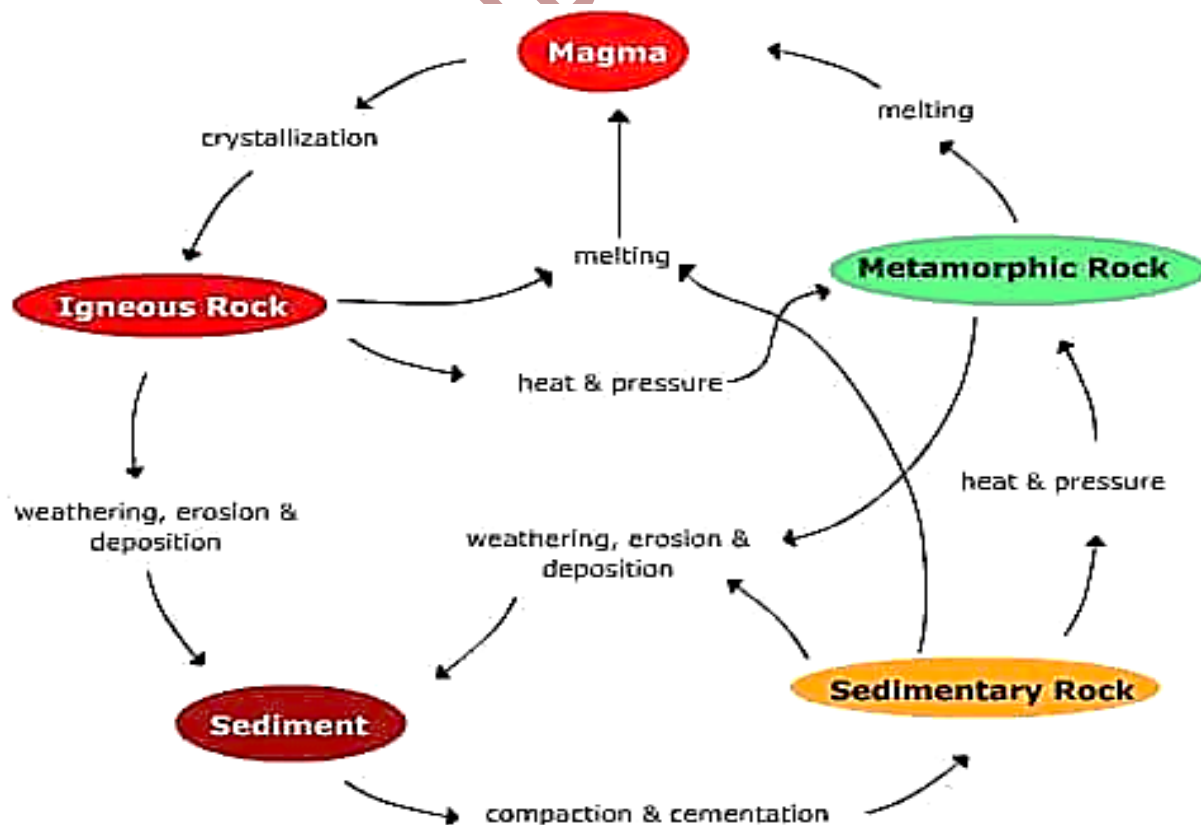 Magma
melting
crystallization
melting
Metamorphic Rock
Igneous Rock
heat & pressure
heat & pressure
weathering, erosion &
deposition
weathering, erosion &
deposition
Sedimentary Rock
Sediment
compaction & cementation